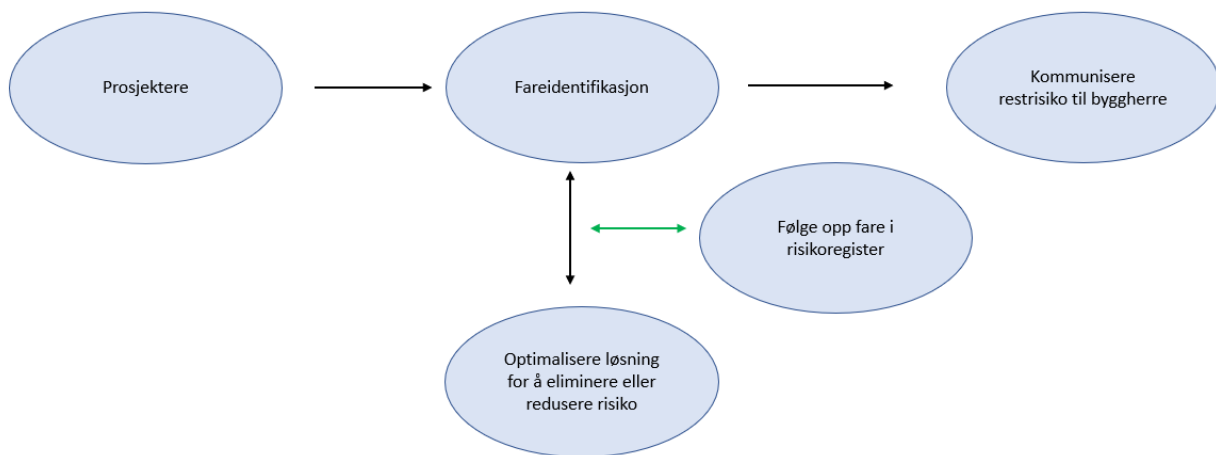 Prosjektere
Fareidentifikasjon
Kommunisere
restrisiko til byggherre
Følge opp fare i
risikoregister
Optimalisere løsning
for å eliminere eller
redusere risiko